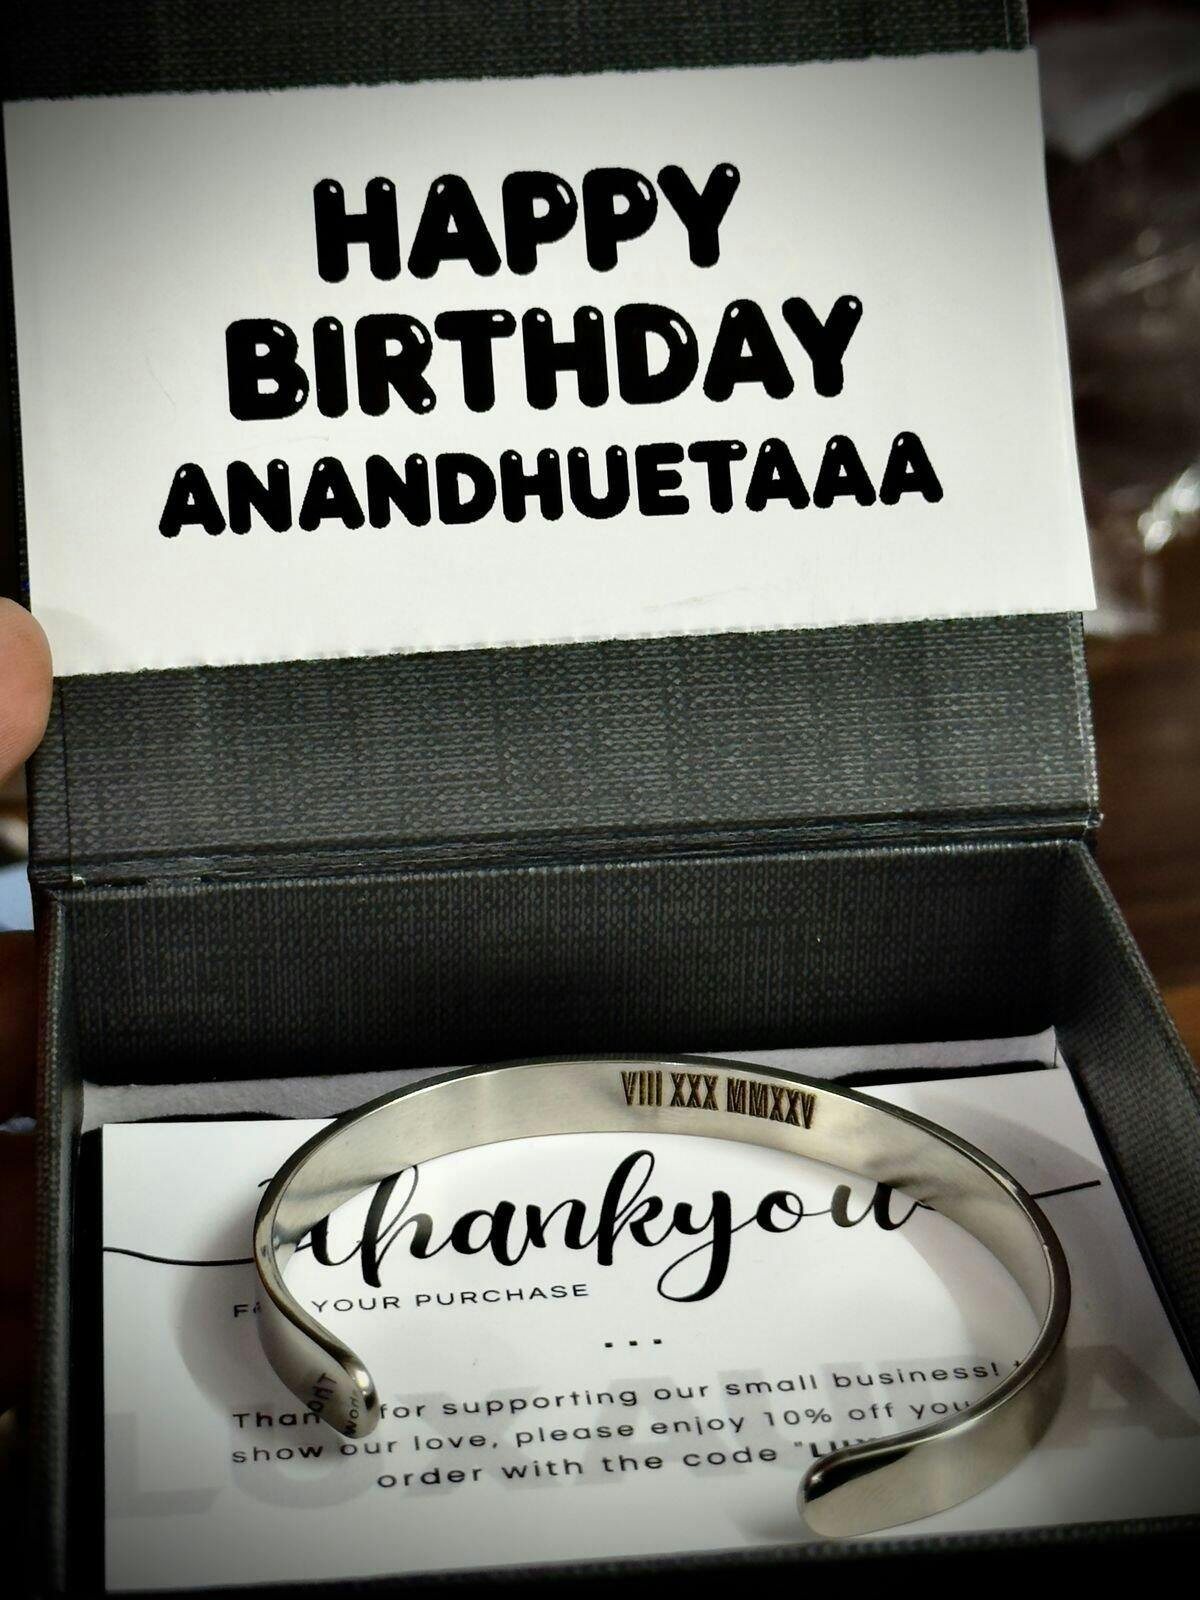 HAPPY
BIRTHDAY
ANANDHUETAAA
VIII XXX MMXXV
thankyou
YOUR PURCHASE
...
for supporting our small business!
show our love, please enjoy 10% off
order with the code